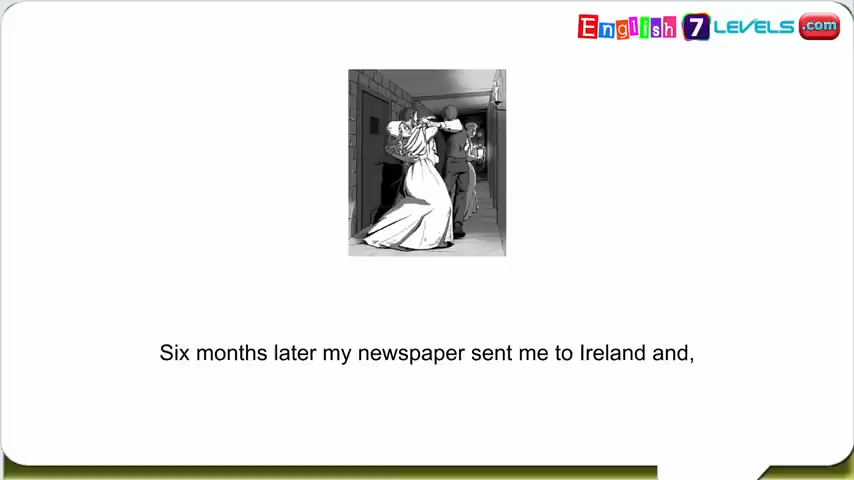 English 7 LEVELS .com
Six months later my newspaper sent me to Ireland and,